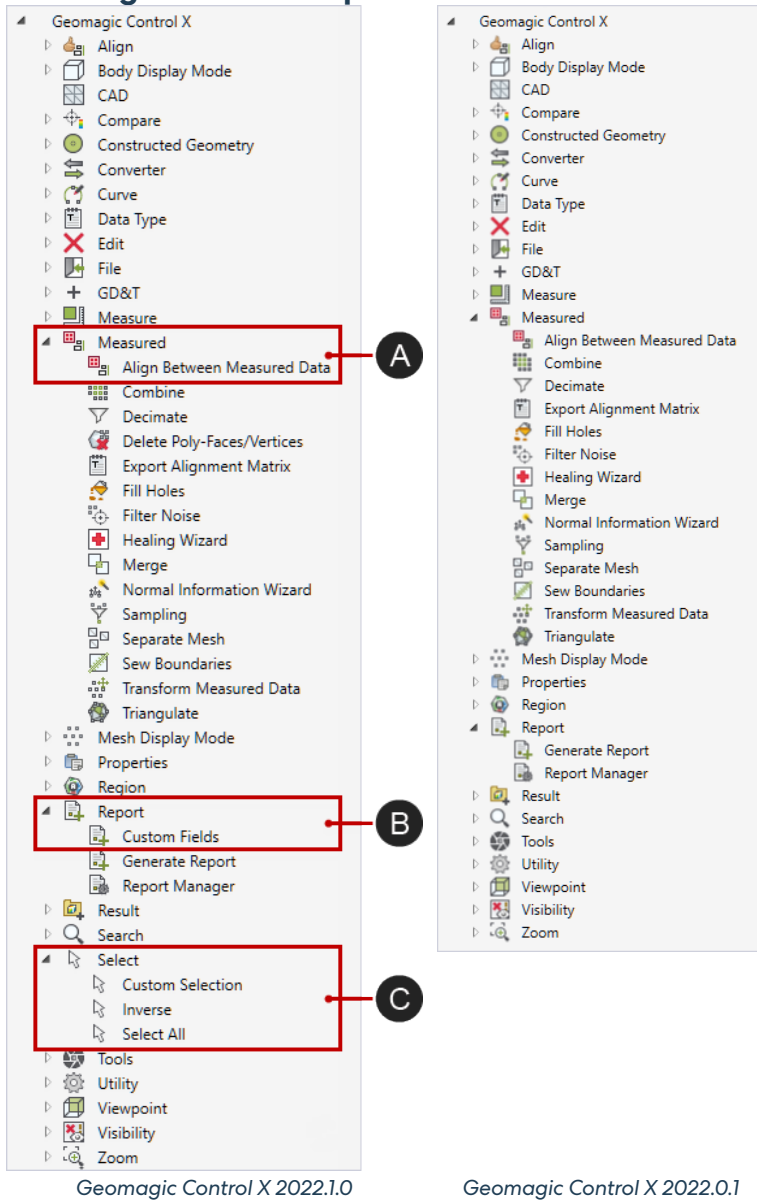 Geomagic Control X
Align
Body Display Mode
CAD
Compare
Constructed Geometry
Converter
Curve
Data Type
Edit
File
GD&T
Measure
Measured
Align Between Measured Data
A
Combine
Decimate
Delete Poly-Faces/Vertices
Export Alignment Matrix
Fill Holes
Filter Noise
Healing Wizard
Merge
Normal Information Wizard
Sampling
Separate Mesh
Sew Boundaries
Transform Measured Data
Triangulate
Mesh Display Mode
Properties
Region
Report
Custom Fields
B
Generate Report
Report Manager
Result
Search
Select
Custom Selection
Inverse
Select All
C
Tools
Utility
Viewpoint
Visibility
Zoom
Geomagic Control X 2022.1.0
Geomagic Control X
Align
Body Display Mode
CAD
Compare
Constructed Geometry
Converter
Curve
Data Type
Edit
File
GD&T
Measure
Measured
Align Between Measured Data
Combine
Decimate
Export Alignment Matrix
Fill Holes
Filter Noise
Healing Wizard
Merge
Normal Information Wizard
Sampling
Separate Mesh
Sew Boundaries
Transform Measured Data
Triangulate
Mesh Display Mode
Properties
Region
Report
Generate Report
Report Manager
Result
Search
Tools
Utility
Viewpoint
Visibility
Zoom
Geomagic Control X 2022.0.1